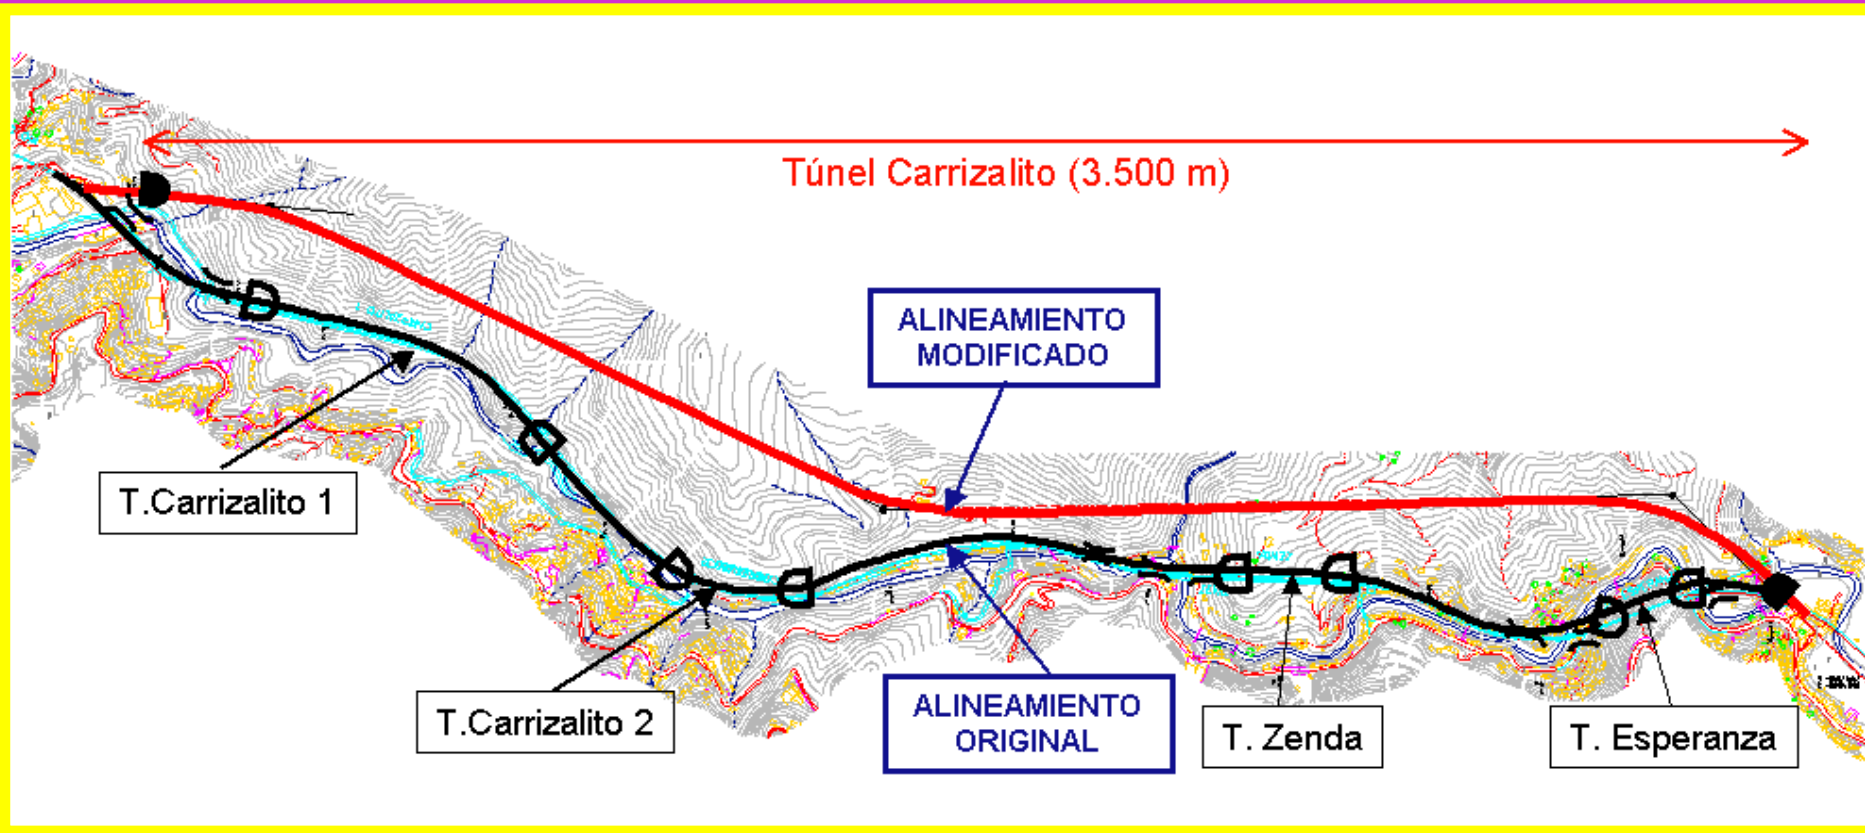 Túnel Carrizalito (3.500 m)
ALINEAMIENTO
MODIFICADO
T.Carrizalito 1
T.Carrizalito 2
ALINEAMIENTO
ORIGINAL
T. Zenda
T. Esperanza